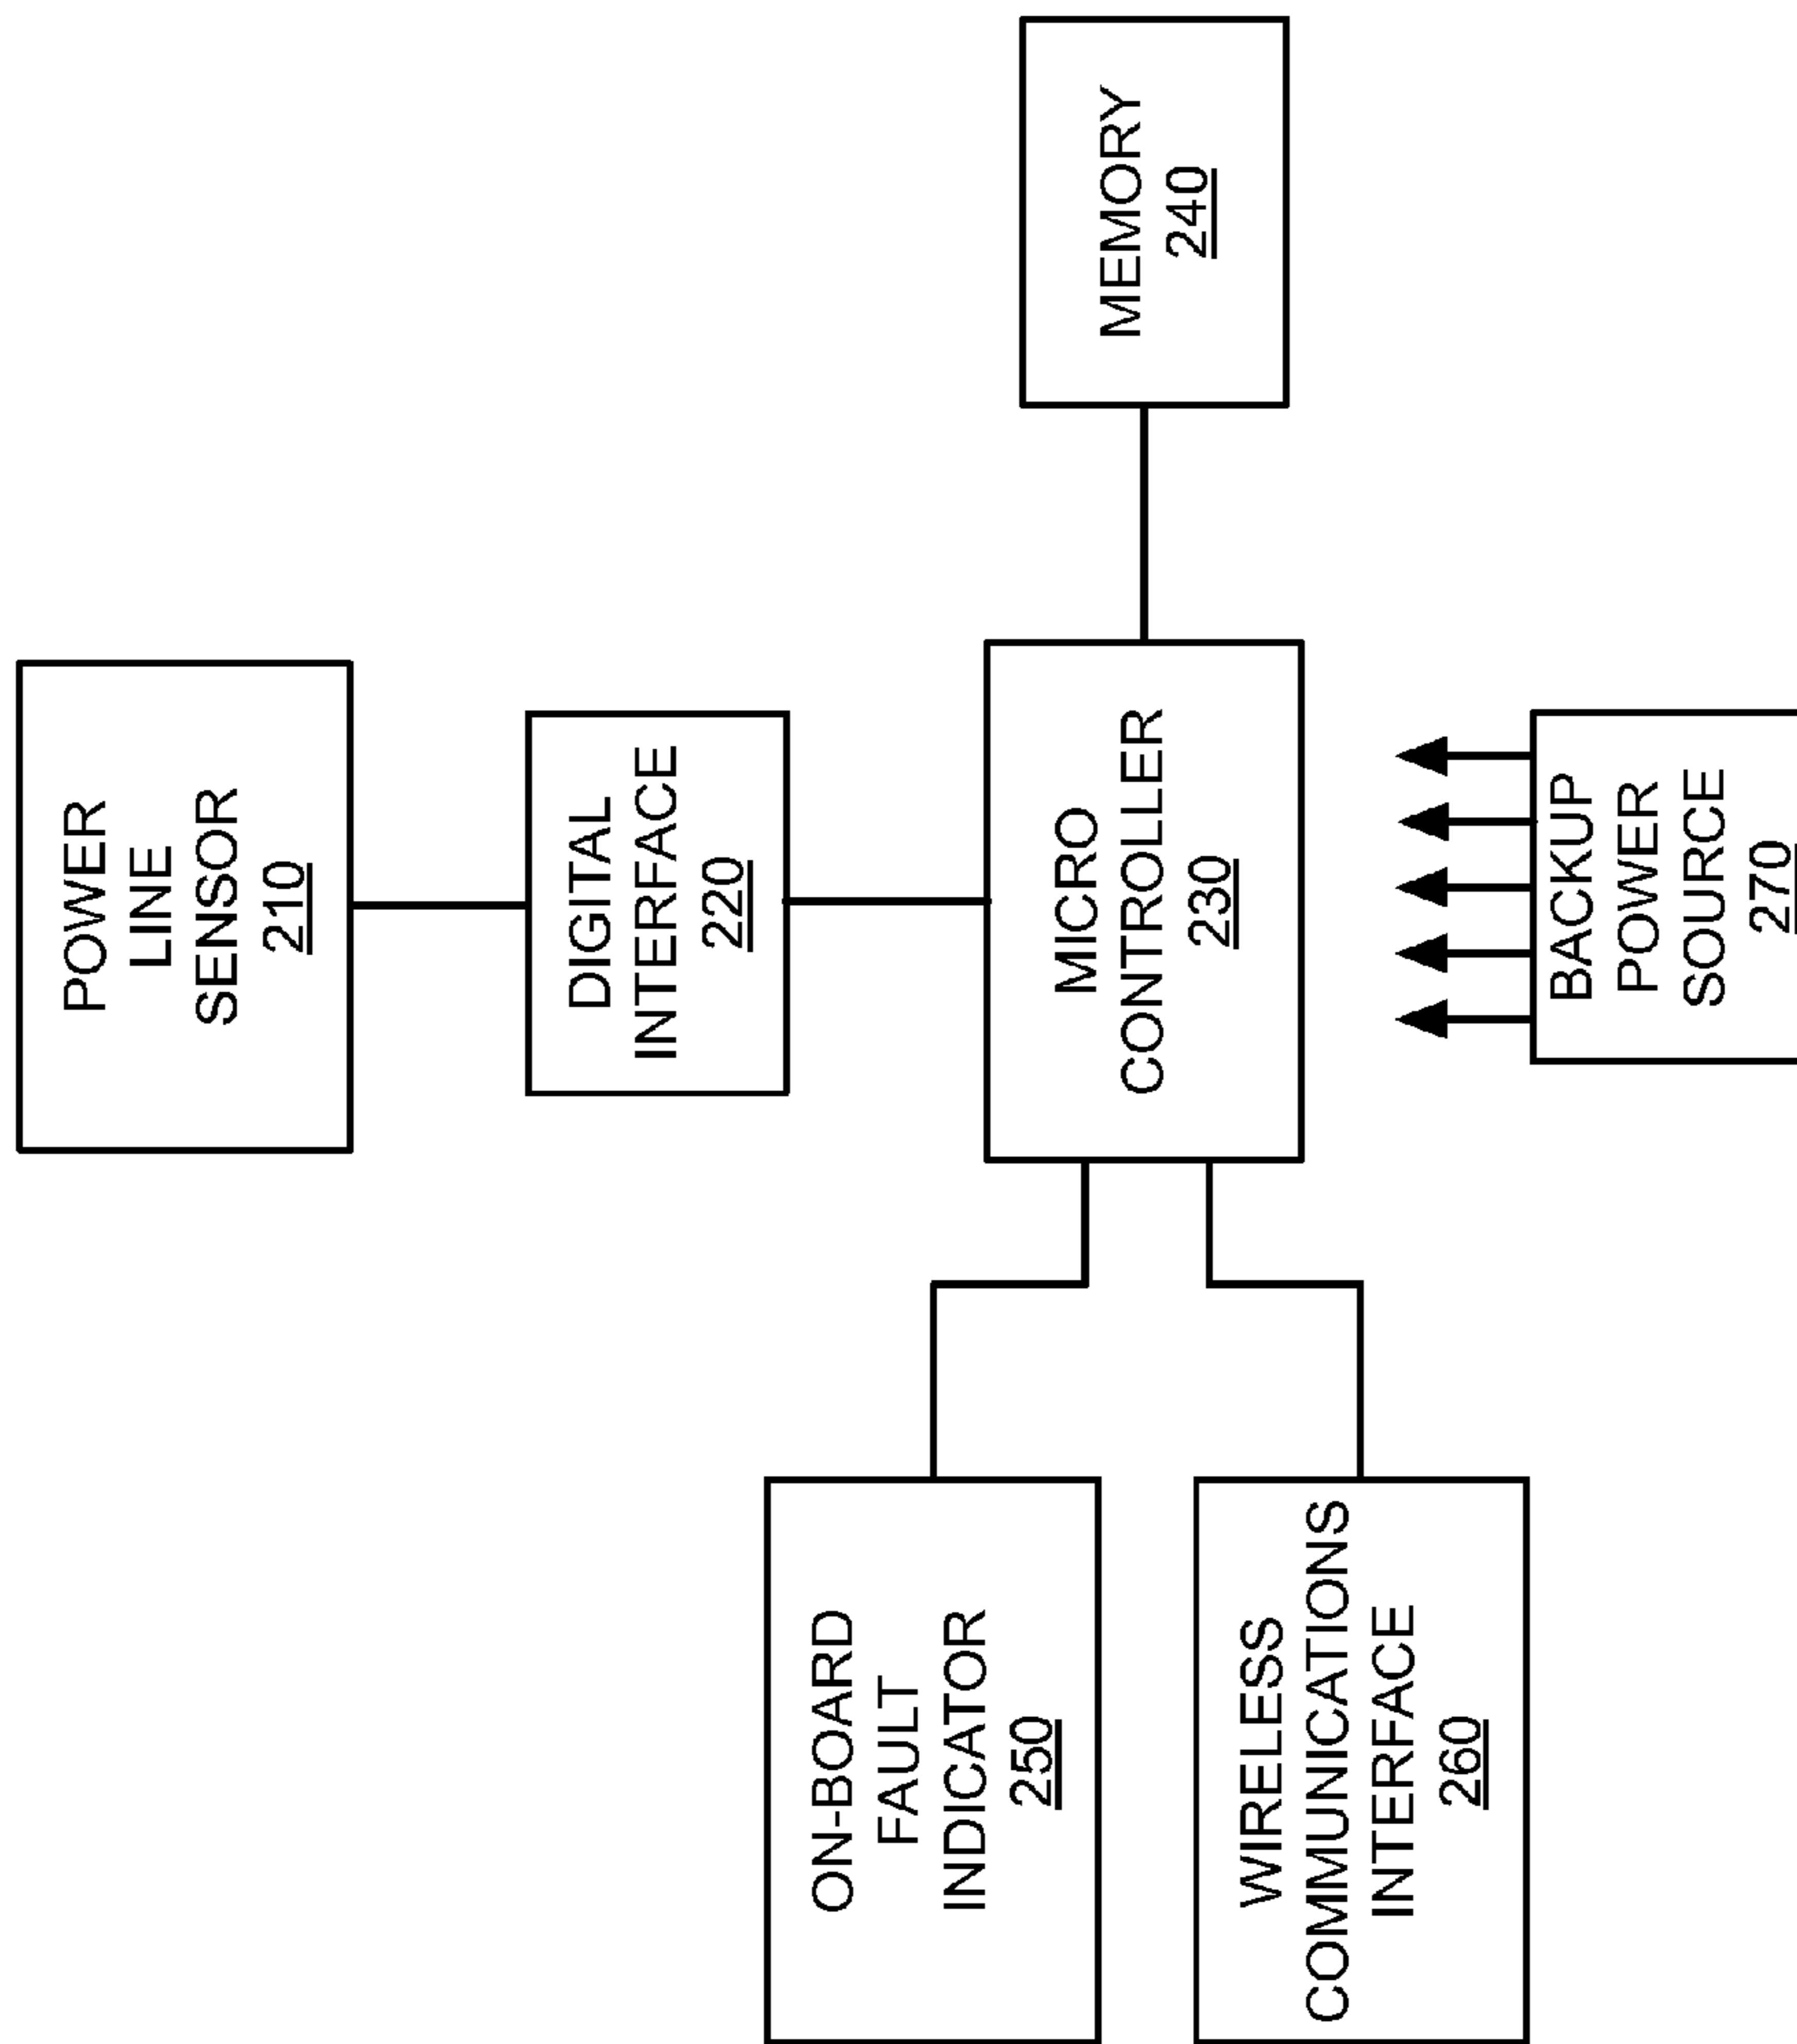 POWER
LINE
SENSOR
210
DIGITAL
INTERFACE
220
MICRO
CONTROLLER
230
MEMORY
240
ON-BOARD
FAULT
INDICATOR
250
WIRELESS
COMMUNICATIONS
INTERFACE
260
BACKUP
POWER
SOURCE
270